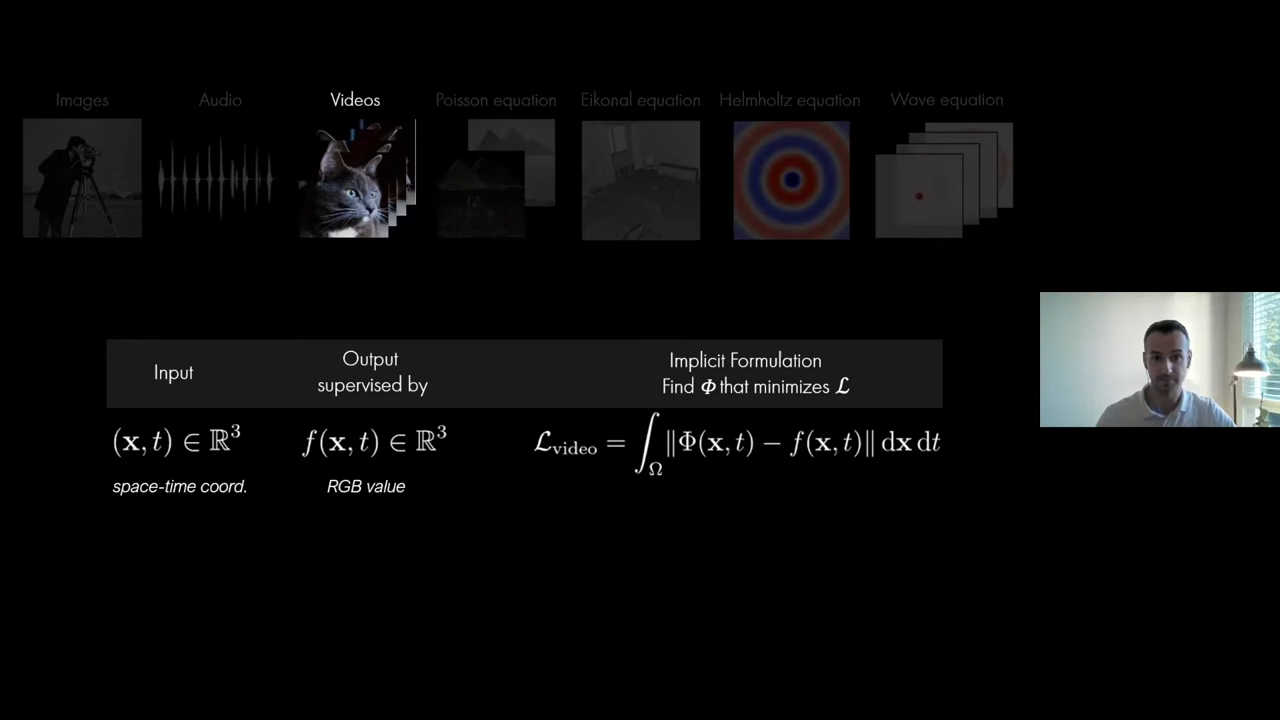 Images Audio Videos Poisson equation Eikonal equation Helmholtz equation Wave equation
Input
Output
supervised by
Implicit Formulation
Find Φ that minimizes ℒ
(x, t) ∈ ℝ³
f(x, t) ∈ ℝ³
ℒ_video = ∫_Ω ‖Φ(x, t) − f(x, t)‖ dx dt
space-time coord.
RGB value